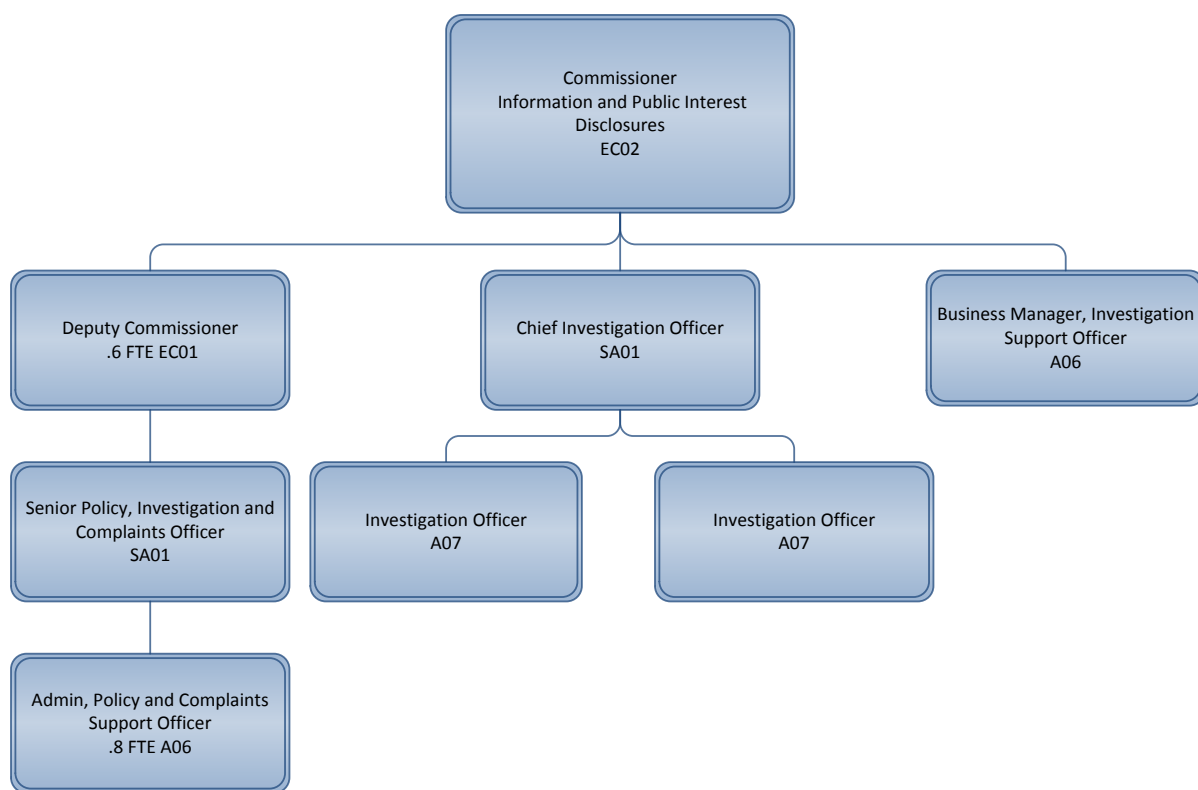 Commissioner
Information and Public Interest
Disclosures
EC02
Deputy Commissioner
.6 FTE EC01
Chief Investigation Officer
SA01
Business Manager, Investigation
Support Officer
A06
Senior Policy, Investigation and
Complaints Officer
SA01
Investigation Officer
A07
Investigation Officer
A07
Admin, Policy and Complaints
Support Officer
.8 FTE A06